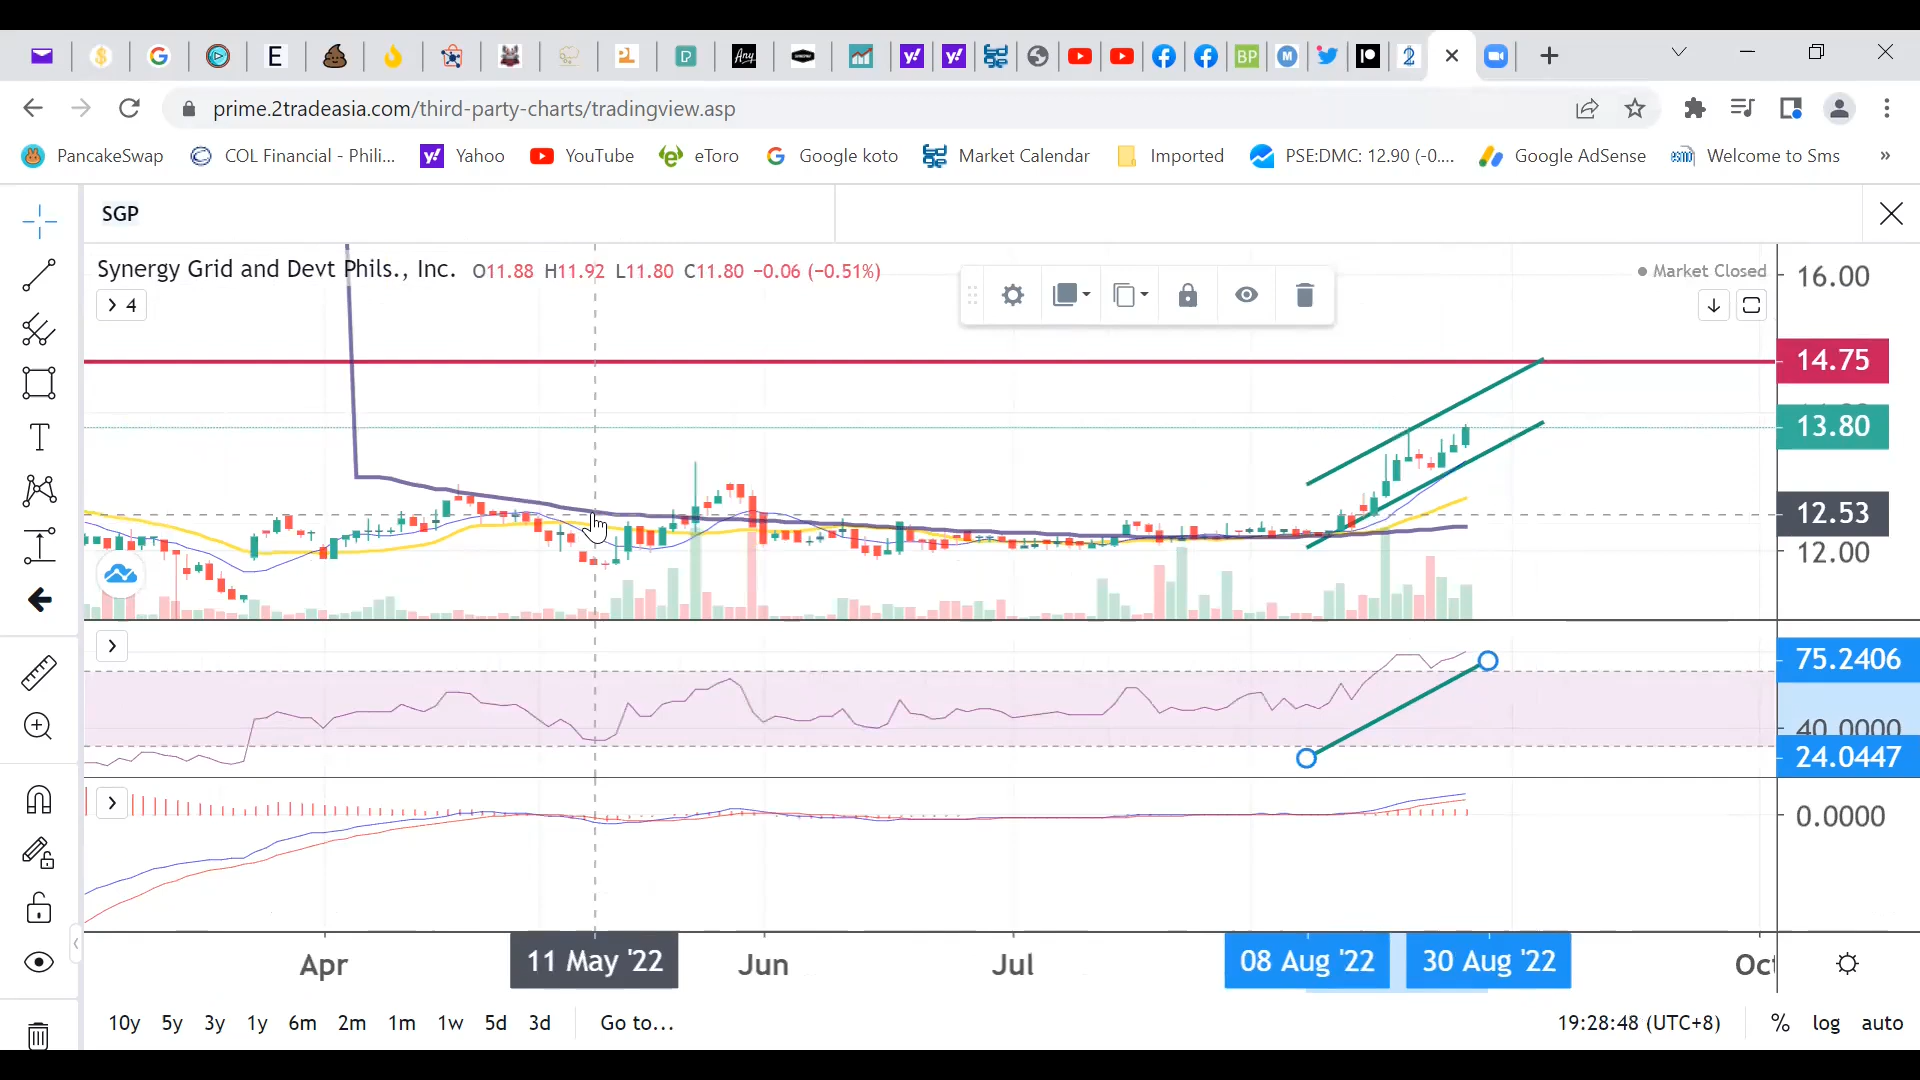 E
Any
BP
M
prime.2tradeasia.com/third-party-charts/tradingview.asp
PancakeSwap COL Financial - Phili... Yahoo YouTube eToro Google koto Market Calendar Imported PSE:DMC: 12.90 (-0.... Google AdSense Welcome to Sms »
SGP
Synergy Grid and Devt Phils., Inc. O11.88 H11.92 L11.80 C11.80 −0.06 (−0.51%)
Market Closed
16.00
4
14.75
13.80
12.53
12.00
75.2406
40.0000
24.0447
0.0000
Apr 11 May '22 Jun Jul 08 Aug '22 30 Aug '22 Oct
10y 5y 3y 1y 6m 2m 1m 1w 5d 3d Go to... 19:28:48 (UTC+8) % log auto